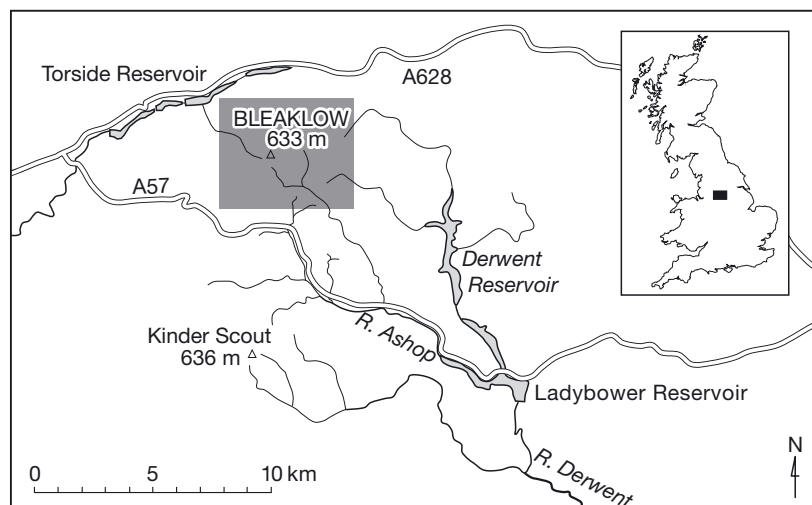 Torside Reservoir
A628
BLEAKLOW
633 m
A57
Derwent
Reservoir
Kinder Scout
636 m
R. Ashop
Ladybower Reservoir
0 5 10 km
R. Derwent
N